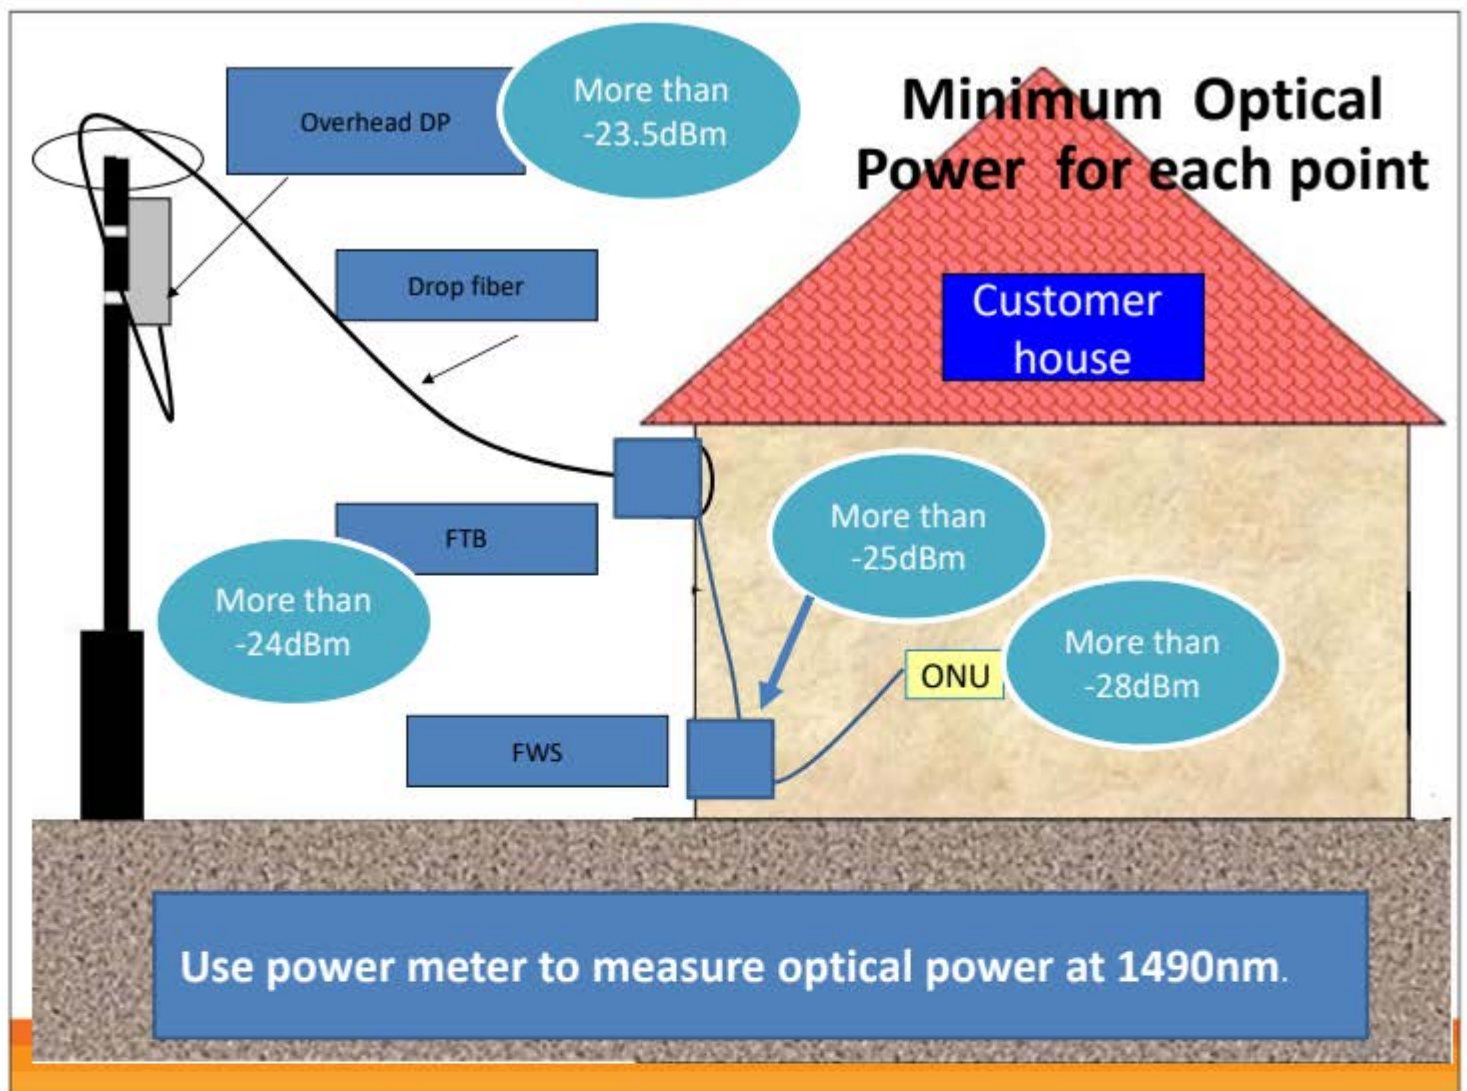 Minimum Optical
Power for each point
Overhead DP
More than
-23.5dBm
Drop fiber
Customer
house
FTB
More than
-24dBm
More than
-25dBm
ONU
More than
-28dBm
FWS
Use power meter to measure optical power at 1490nm.